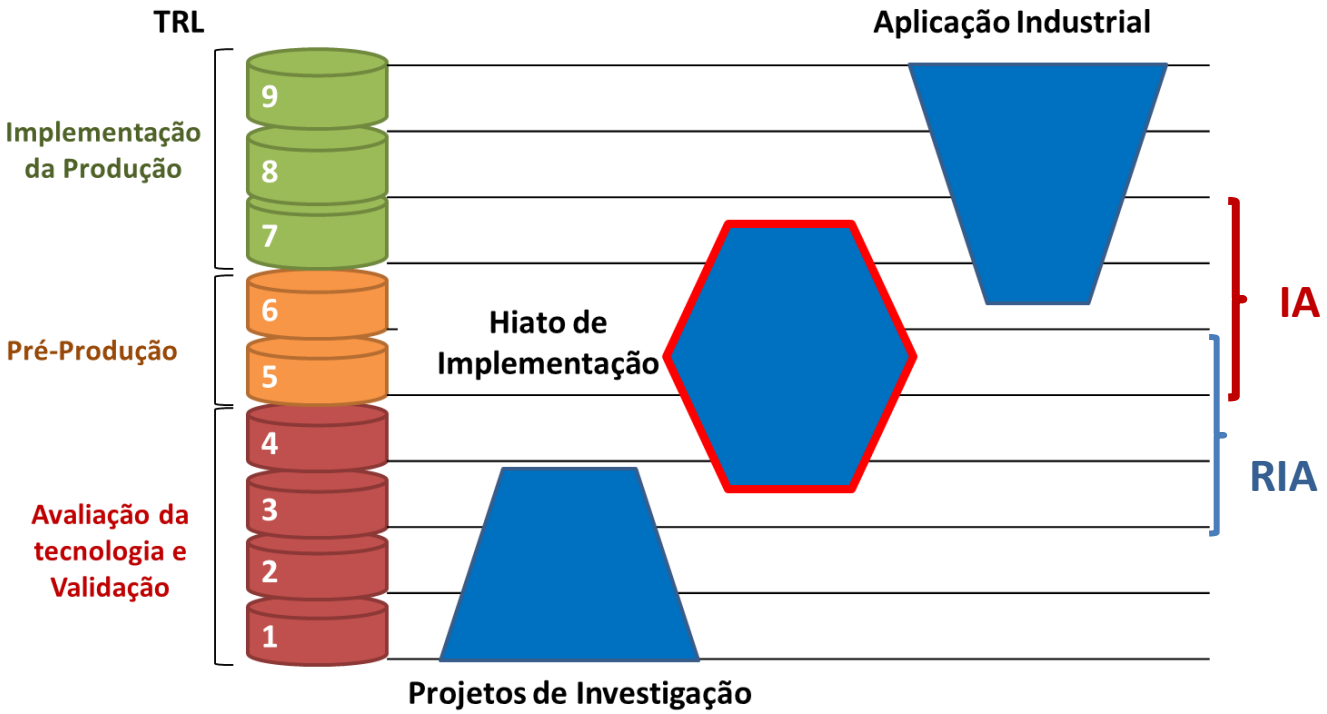 TRL
Aplicação Industrial
9
Implementação
da Produção
8
7
IA
6
Hiato de
Implementação
Pré-Produção
5
4
RIA
3
Avaliação da
tecnologia e
Validação
2
1
Projetos de Investigação